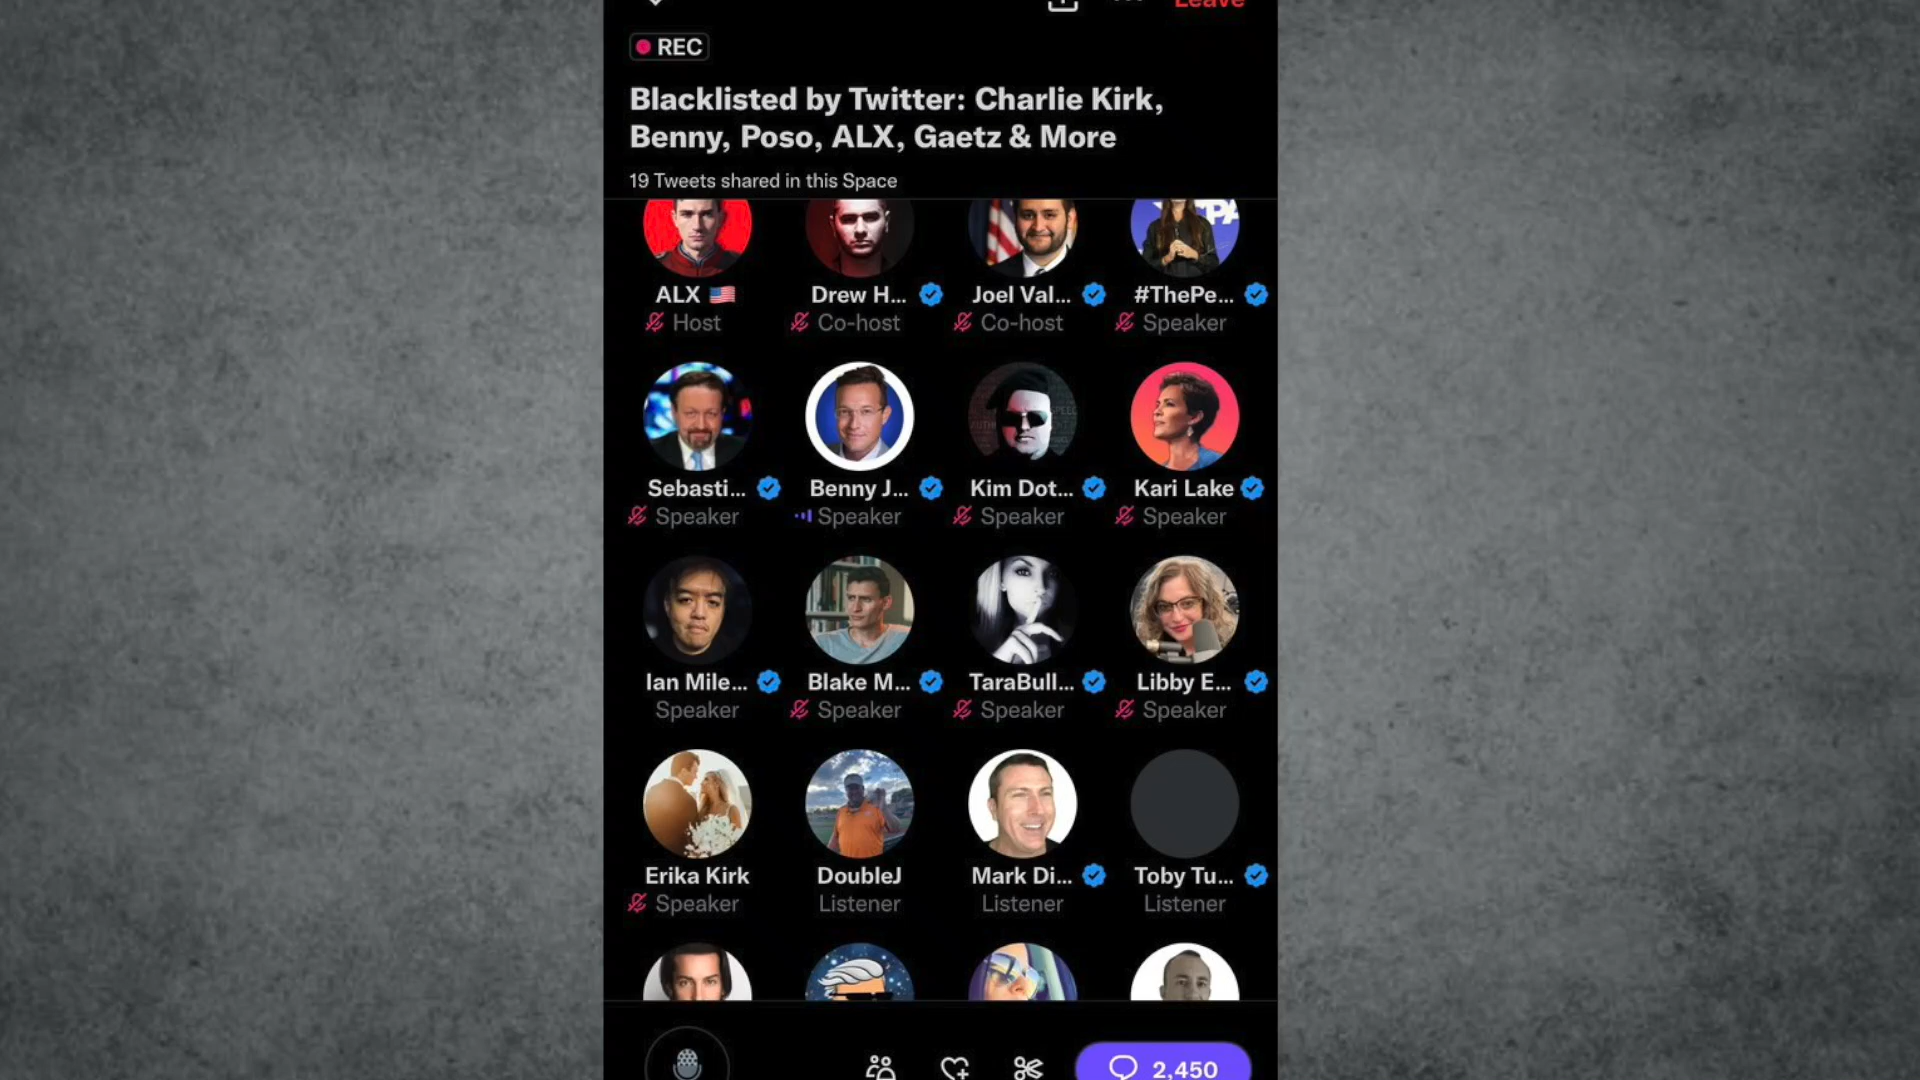 Leave
REC
Blacklisted by Twitter: Charlie Kirk,
Benny, Poso, ALX, Gaetz & More
19 Tweets shared in this Space
ALX 🇺🇸 Drew H... Joel Val... #ThePe...
Host Co-host Co-host Speaker
Sebasti... Benny J... Kim Dot... Kari Lake
Speaker Speaker Speaker Speaker
Ian Mile... Blake M... TaraBull... Libby E...
Speaker Speaker Speaker Speaker
Erika Kirk DoubleJ Mark Di... Toby Tu...
Speaker Listener Listener Listener
2,450